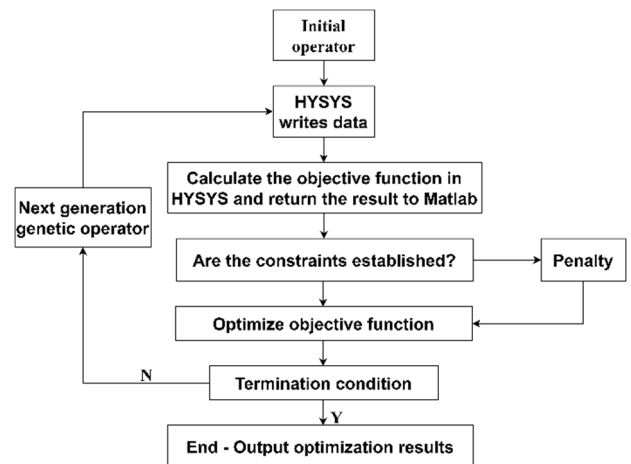 Initial
operator
HYSYS
writes data
Calculate the objective function in
HYSYS and return the result to Matlab
Next generation
genetic operator
Are the constraints established?
Penalty
Optimize objective function
N
Termination condition
Y
End - Output optimization results